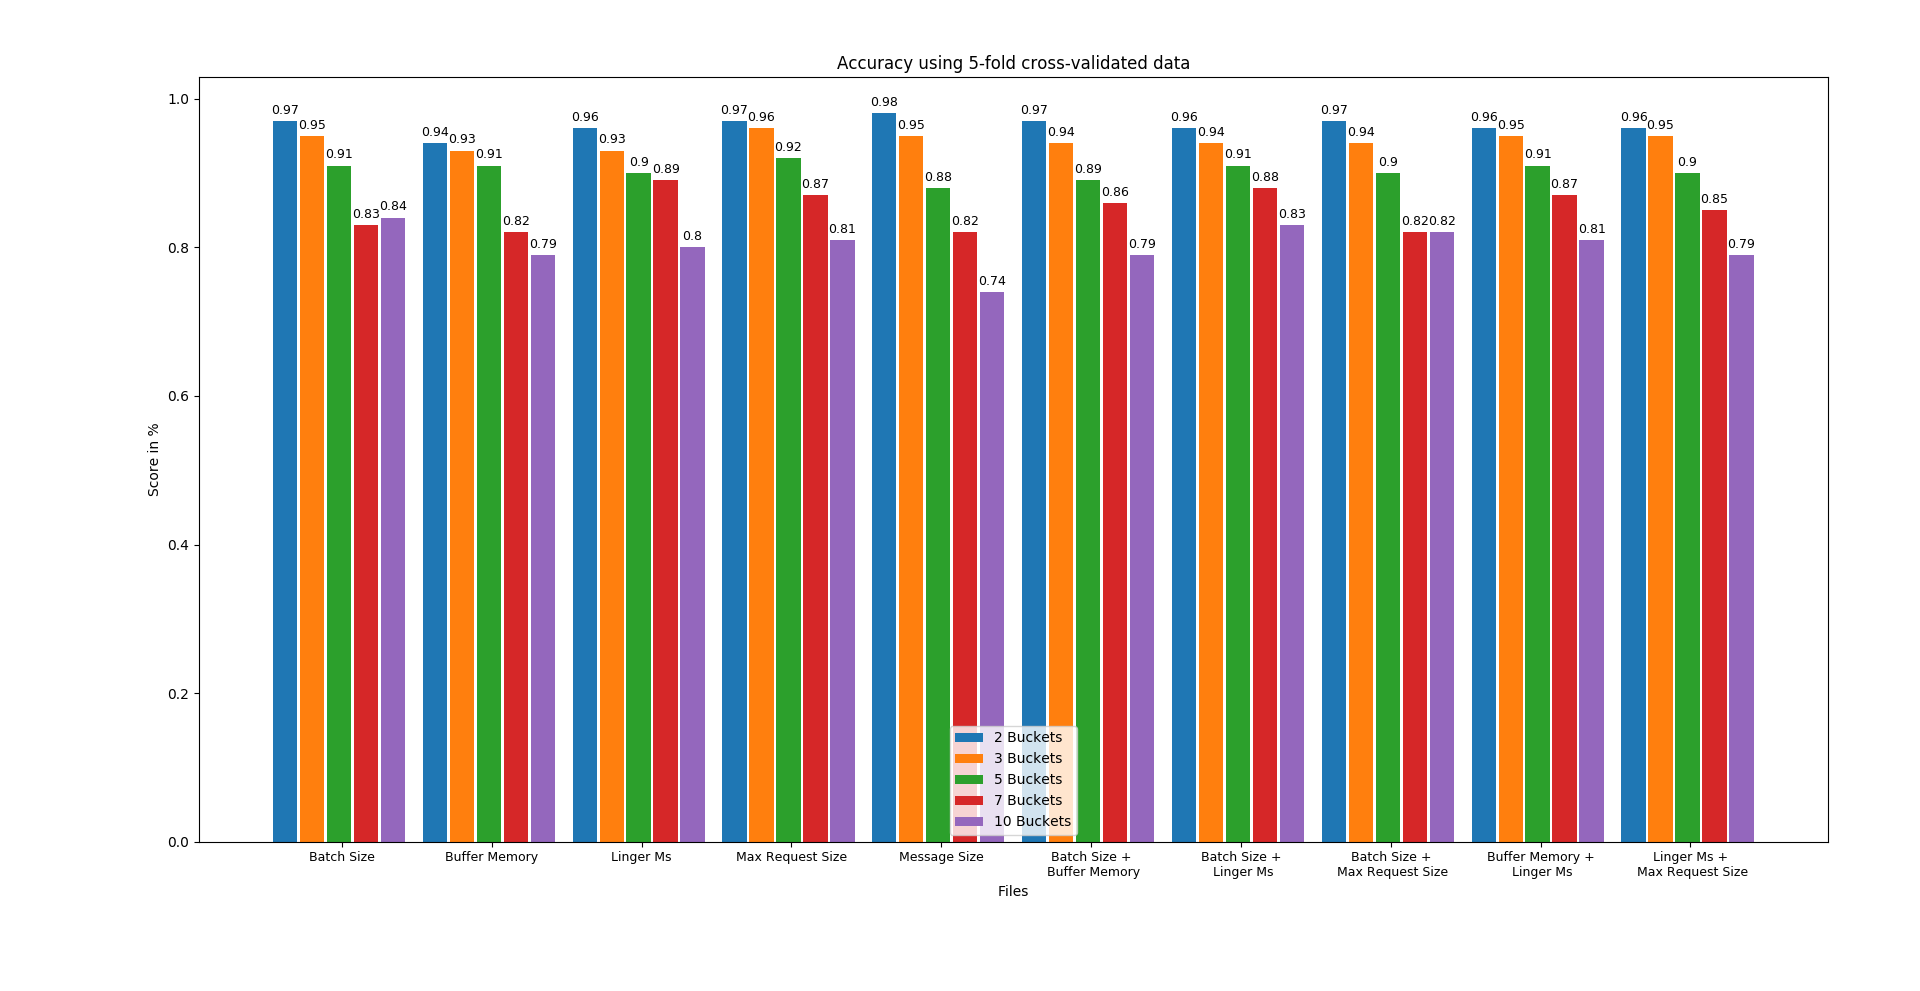 Accuracy using 5-fold cross-validated data
1.0
0.8
0.6
0.4
0.2
0.0
Score in %
0.97 0.95 0.91 0.83 0.84
0.94 0.93 0.91 0.82 0.79
0.96 0.93 0.9 0.89 0.8
0.97 0.96 0.92 0.87 0.81
0.98 0.95 0.88 0.82 0.74
0.97 0.94 0.89 0.86 0.79
0.96 0.94 0.91 0.88 0.83
0.97 0.94 0.9 0.82 0.82
0.96 0.95 0.91 0.87 0.81
0.96 0.95 0.9 0.85 0.79
2 Buckets
3 Buckets
5 Buckets
7 Buckets
10 Buckets
Batch Size
Buffer Memory
Linger Ms
Max Request Size
Message Size
Batch Size +
Buffer Memory
Batch Size +
Linger Ms
Batch Size +
Max Request Size
Buffer Memory +
Linger Ms
Linger Ms +
Max Request Size
Files